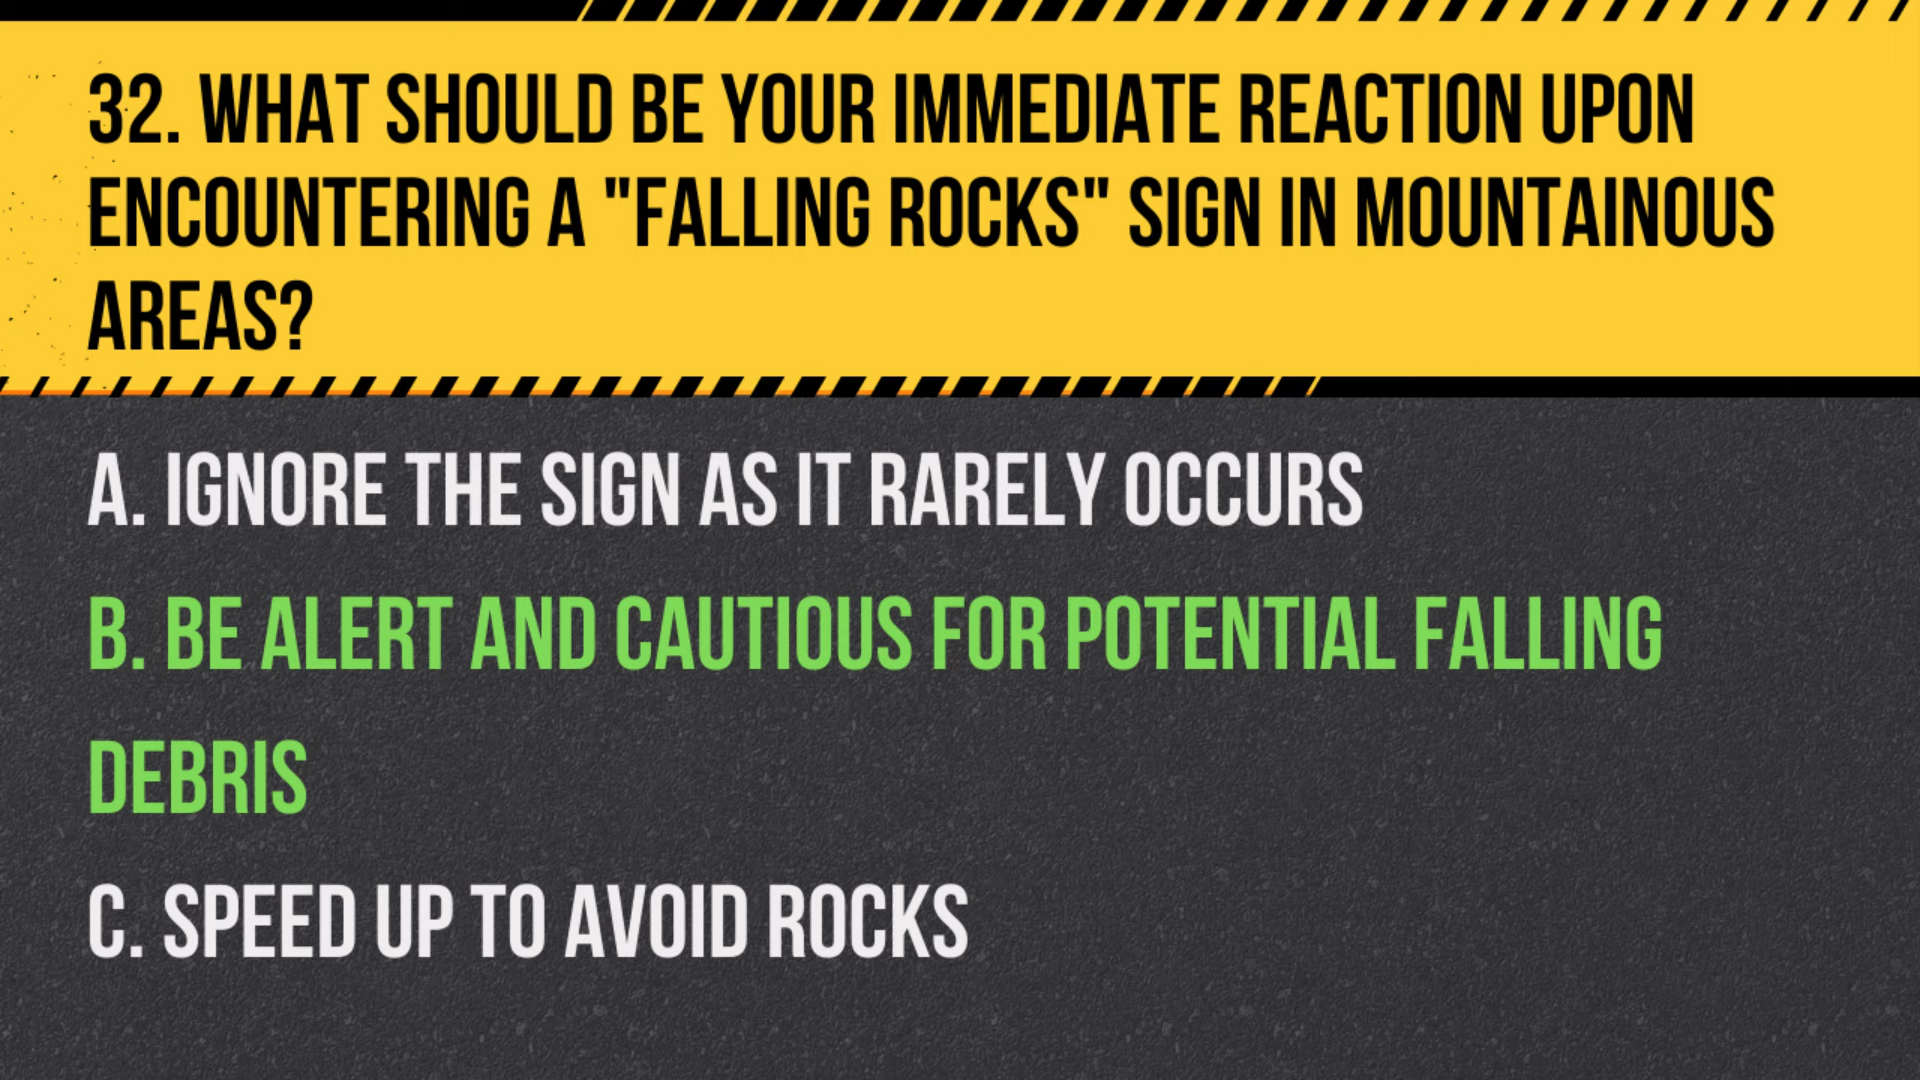 32. WHAT SHOULD BE YOUR IMMEDIATE REACTION UPON
ENCOUNTERING A "FALLING ROCKS" SIGN IN MOUNTAINOUS
AREAS?
A. IGNORE THE SIGN AS IT RARELY OCCURS
B. BE ALERT AND CAUTIOUS FOR POTENTIAL FALLING
DEBRIS
C. SPEED UP TO AVOID ROCKS